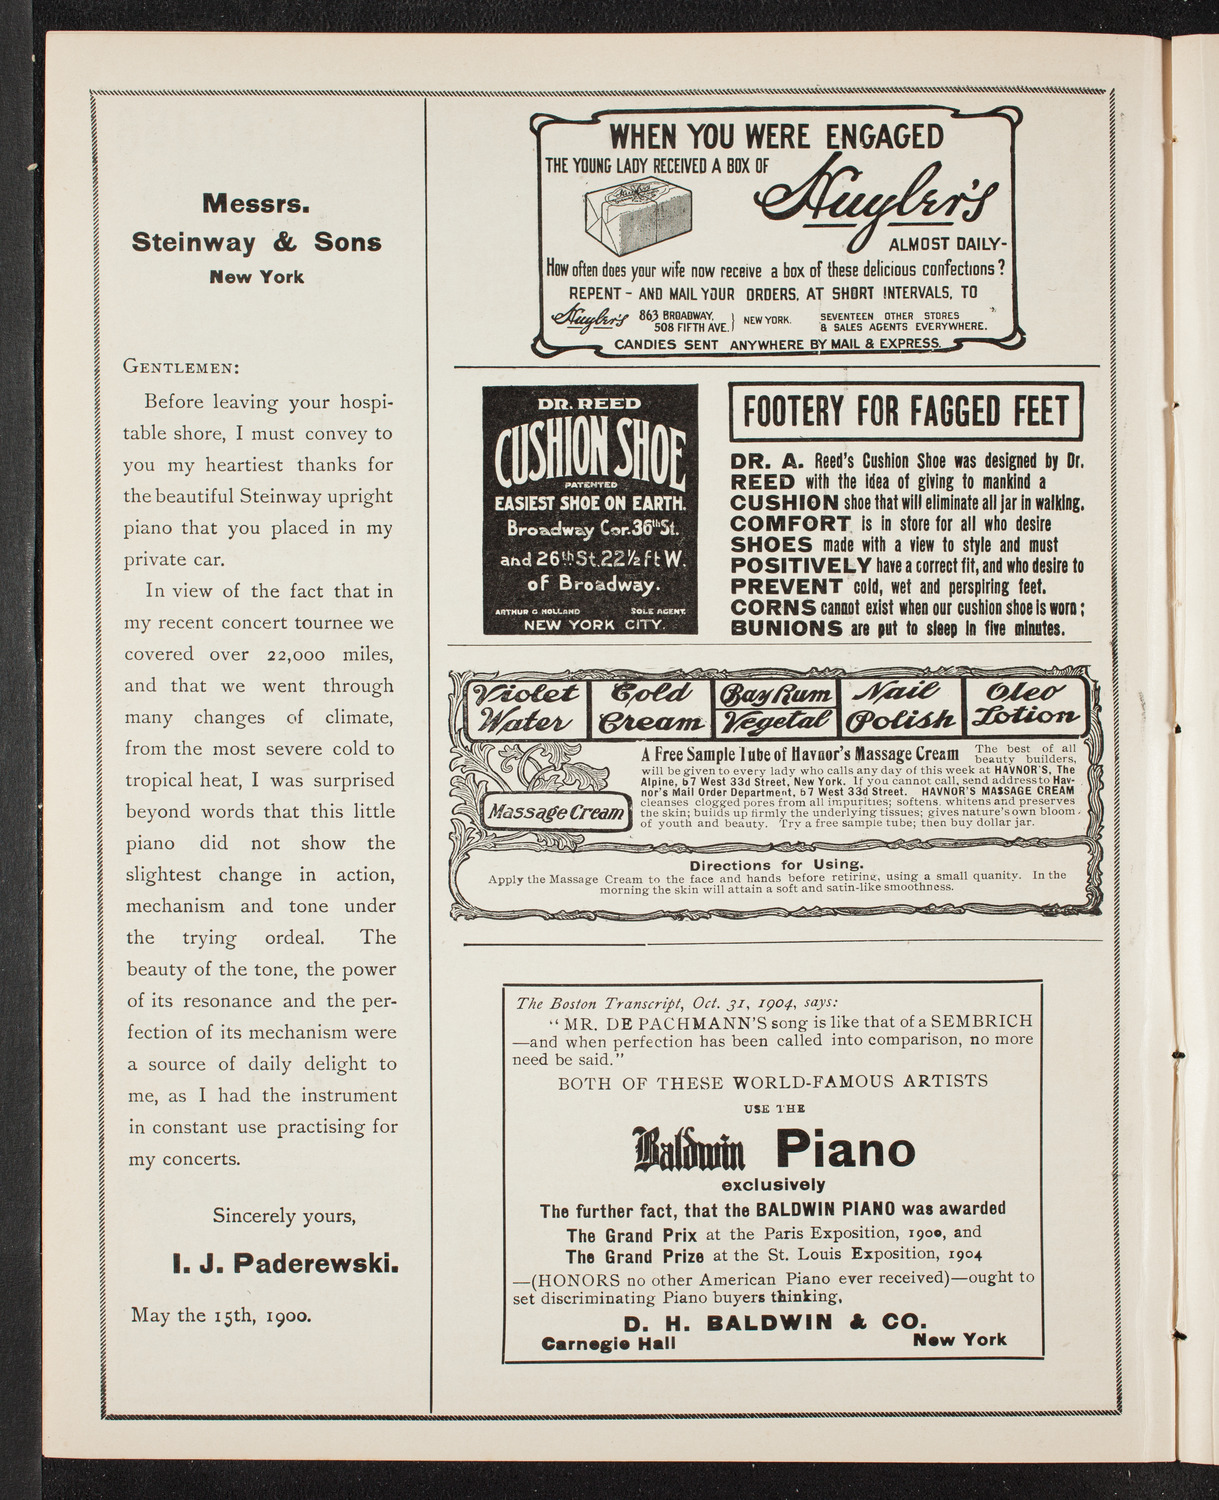 Messrs.
Steinway & Sons
New York
GENTLEMEN:
Before leaving your hospi-
table shore, I must convey to
you my heartiest thanks for
the beautiful Steinway upright
piano that you placed in my
private car.
In view of the fact that in
my recent concert tournee we
covered over 22,000 miles,
and that we went through
many changes of climate,
from the most severe cold to
tropical heat, I was surprised
beyond words that this little
piano did not show the
slightest change in action,
mechanism and tone under
the trying ordeal. The
beauty of the tone, the power
of its resonance and the per-
fection of its mechanism were
a source of daily delight to
me, as I had the instrument
in constant use practising for
my concerts.
Sincerely yours,
I. J. Paderewski.
May the 15th, 1900.
WHEN YOU WERE ENGAGED
THE YOUNG LADY RECEIVED A BOX OF
Huyler's
ALMOST DAILY-
How often does your wife now receive a box of these delicious confections?
REPENT - AND MAIL YOUR ORDERS, AT SHORT INTERVALS, TO
Huyler's 863 BROADWAY, 508 FIFTH AVE. NEW YORK. SEVENTEEN OTHER STORES
& SALES AGENTS EVERYWHERE.
CANDIES SENT ANYWHERE BY MAIL & EXPRESS.
DR. REED
CUSHION SHOE
PATENTED
EASIEST SHOE ON EARTH.
Broadway Cor. 36th St.
and 26th St. 22½ ft W.
of Broadway.
ARTHUR G HOLLAND SOLE AGENT.
NEW YORK CITY.
FOOTERY FOR FAGGED FEET
DR. A. Reed's Cushion Shoe was designed by Dr.
REED with the idea of giving to mankind a
CUSHION shoe that will eliminate all jar in walking.
COMFORT is in store for all who desire
SHOES made with a view to style and must
POSITIVELY have a correct fit, and who desire to
PREVENT cold, wet and perspiring feet.
CORNS cannot exist when our cushion shoe is worn;
BUNIONS are put to sleep in five minutes.
Violet Water
Cold Cream
Bay Rum
Vegetal
Nail Polish
Oleo Lotion
Massage Cream
A Free Sample Tube of Havnor's Massage Cream The best of all
beauty builders,
will be given to every lady who calls any day of this week at HAVNOR'S, The
Alpine, 67 West 33d Street, New York. If you cannot call, send address to Hav-
nor's Mail Order Department, 67 West 33d Street. HAVNOR'S MASSAGE CREAM
cleanses clogged pores from all impurities; softens, whitens and preserves
the skin; builds up firmly the underlying tissues; gives nature's own bloom
of youth and beauty. Try a free sample tube; then buy dollar jar.
Directions for Using.
Apply the Massage Cream to the face and hands before retiring, using a small quanity. In the
morning the skin will attain a soft and satin-like smoothness.
The Boston Transcript, Oct. 31, 1904, says:
"MR. DE PACHMANN'S song is like that of a SEMBRICH
—and when perfection has been called into comparison, no more
need be said."
BOTH OF THESE WORLD-FAMOUS ARTISTS
USE THE
Baldwin Piano
exclusively
The further fact, that the BALDWIN PIANO was awarded
The Grand Prix at the Paris Exposition, 1900, and
The Grand Prize at the St. Louis Exposition, 1904
—(HONORS no other American Piano ever received)—ought to
set discriminating Piano buyers thinking,
D. H. BALDWIN & CO.
Carnegie Hall New York